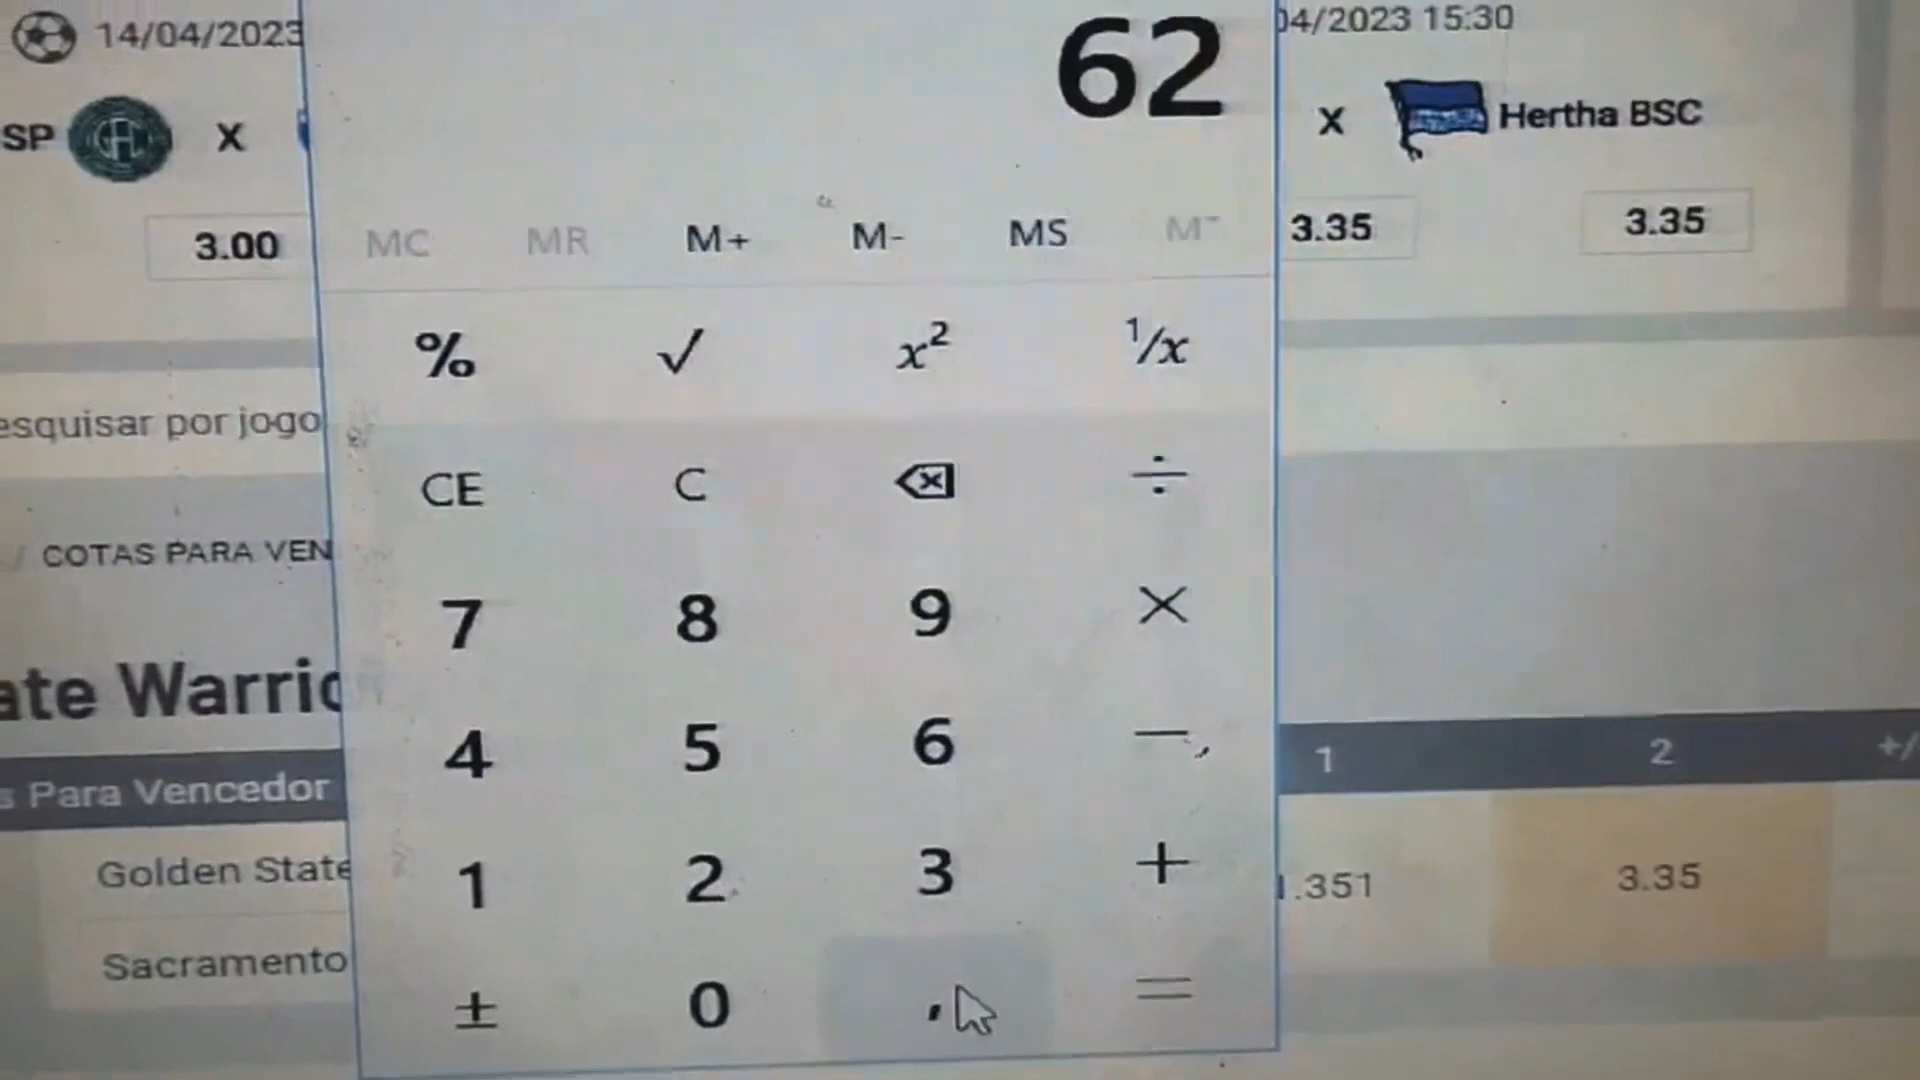 14/04/2023
62
04/2023 15:30
SP
X
X
Hertha BSC
3.00
MC MR M+ M- MS M˅
3.35
3.35
% √ x² ¹/x
esquisar por jogo
CE C ÷
COTAS PARA VEN
7 8 9 ×
ate Warrio
4 5 6 −
1 2 +/
s Para Vencedor
Golden State
1 2 3 +
1.351 3.35
Sacramento
± 0 , =